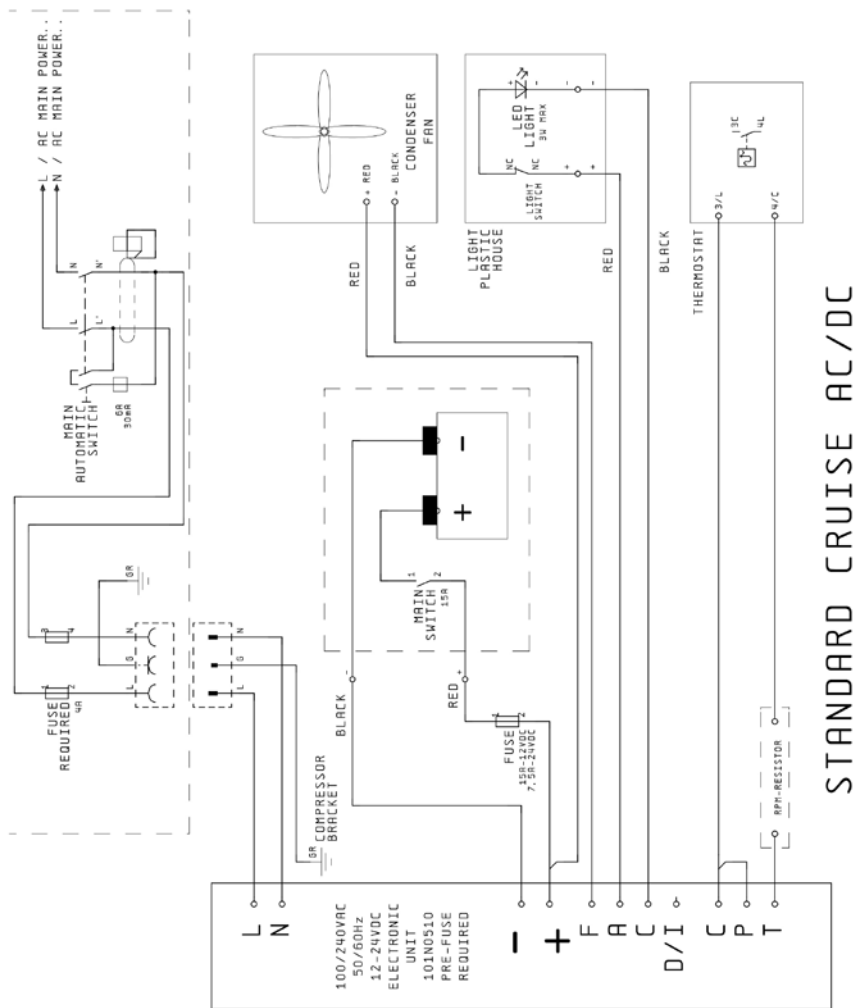 L / AC MAIN POWER..
N / AC MAIN POWER..
N
N'
L
L'
6A
30mA
MAIN
AUTOMATIC
SWITCH
GR
3
4
1
2
FUSE
REQUIRED
4A
N
G
L
N
G
L
GR
COMPRESSOR
BRACKET
CONDENSER
FAN
+ RED
- BLACK
RED
BLACK
LED
LIGHT
3W MAX
+
-
-
-
NC
NC
LIGHT
SWITCH
+
+
LIGHT
PLASTIC
HOUSE
RED
BLACK
3C
4L
3/L
4/C
THERMOSTAT
-
+
1
2
MAIN
SWITCH
15A
-
BLACK
+
RED
1
2
FUSE
15A-12VDC
7,5A-24VDC
RPM-RESISTOR
L
N
100/240VAC
50/60Hz
12-24VDC
ELECTRONIC
UNIT
101N0510
PRE-FUSE
REQUIRED
-
+
F
A
C
D/I
C
P
T
STANDARD CRUISE AC/DC